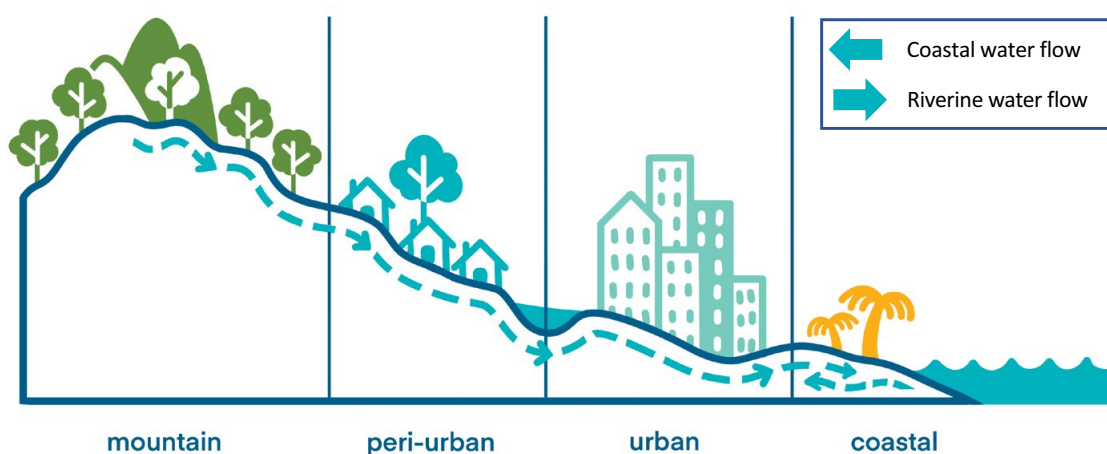 Coastal water flow
Riverine water flow
mountain
peri-urban
urban
coastal